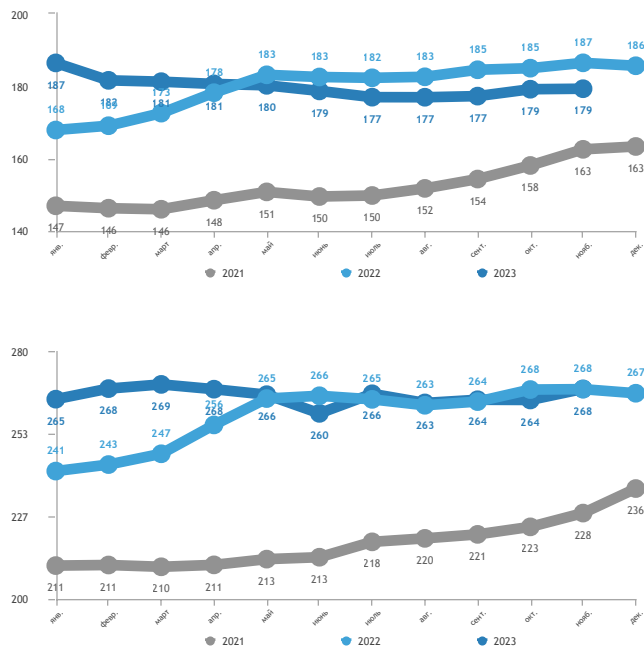 200
183 183 182 183 185 185 187 186
178
180
187 182 181 181 180 179 177 177 177 179 179
168 173
160
151 150 150 152 154 158 163 163
147 146 146 148
140
янв. февр. март апр. май июнь июль авг. сент. окт. нояб. дек.
2021 2022 2023
280
265 266 265 263 264 268 268 267
256
265 268 269 268 266 260 266 263 264 264 268
253
241 243 247
227
211 211 210 211 213 213 218 220 221 223 228 236
200
янв. февр. март апр. май июнь июль авг. сент. окт. нояб. дек.
2021 2022 2023